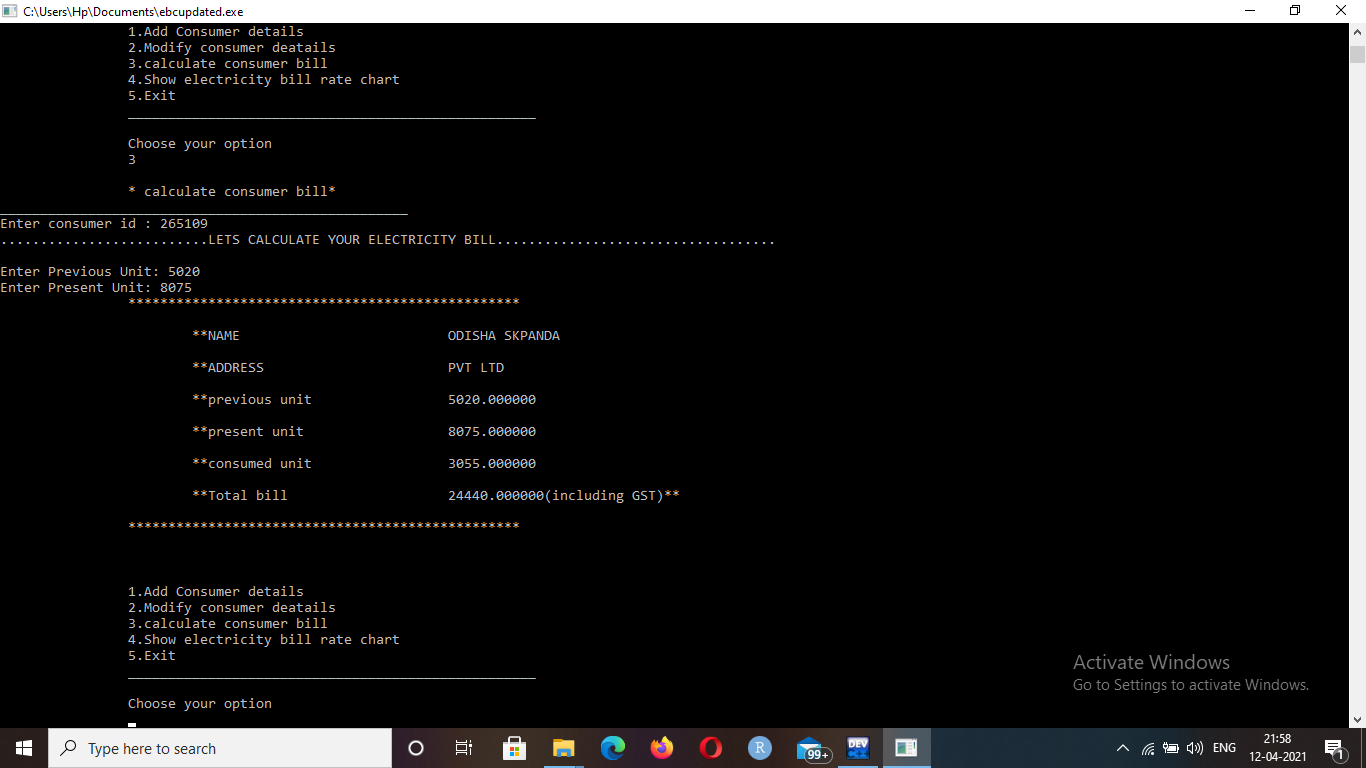 C:\Users\Hp\Documents\ebcupdated.exe
1.Add Consumer details
2.Modify consumer deatails
3.calculate consumer bill
4.Show electricity bill rate chart
5.Exit
___________________________________________________
Choose your option
3
* calculate consumer bill*
___________________________________________________
Enter consumer id : 265109
..........................LETS CALCULATE YOUR ELECTRICITY BILL...................................
Enter Previous Unit: 5020
Enter Present Unit: 8075
*************************************************
**NAME ODISHA SKPANDA
**ADDRESS PVT LTD
**previous unit 5020.000000
**present unit 8075.000000
**consumed unit 3055.000000
**Total bill 24440.000000(including GST)**
*************************************************
1.Add Consumer details
2.Modify consumer deatails
3.calculate consumer bill
4.Show electricity bill rate chart
5.Exit
___________________________________________________
Choose your option
Activate Windows
Go to Settings to activate Windows.
Type here to search
R
99+
DEV
ENG
21:58
12-04-2021
1